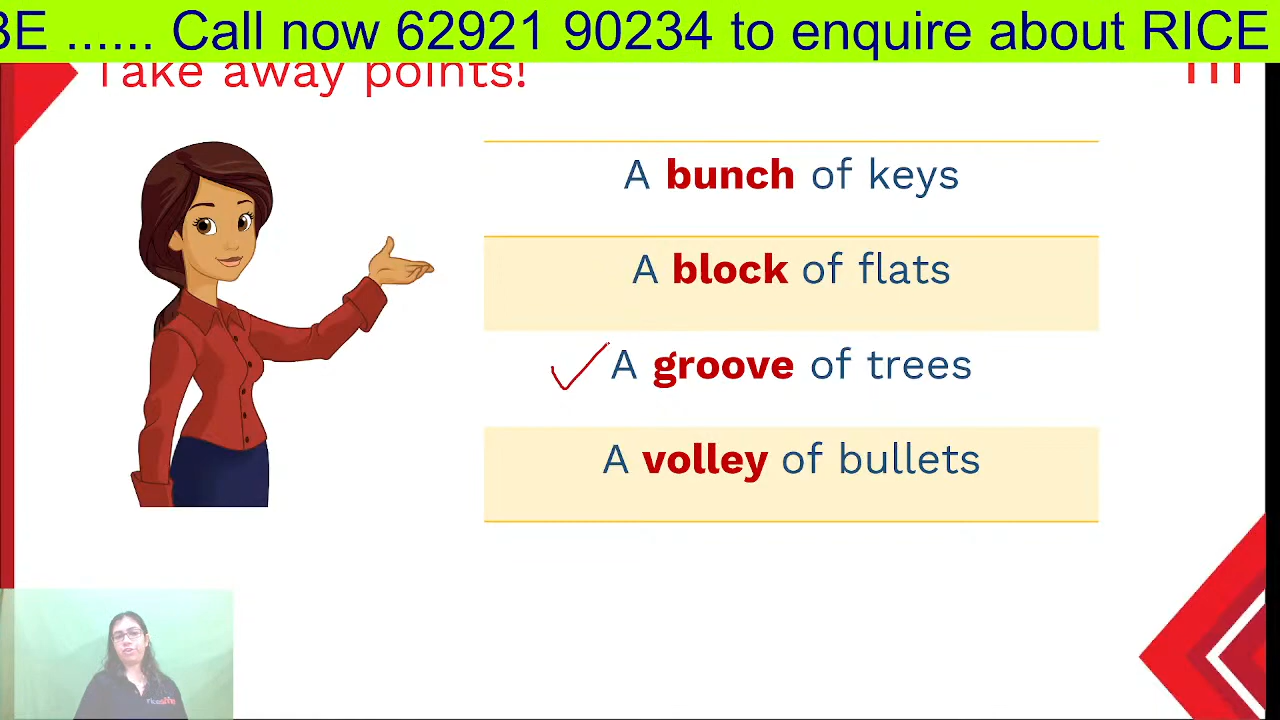 BE ...... Call now 62921 90234 to enquire about RICE
Take away points!
A bunch of keys
A block of flats
A groove of trees
A volley of bullets